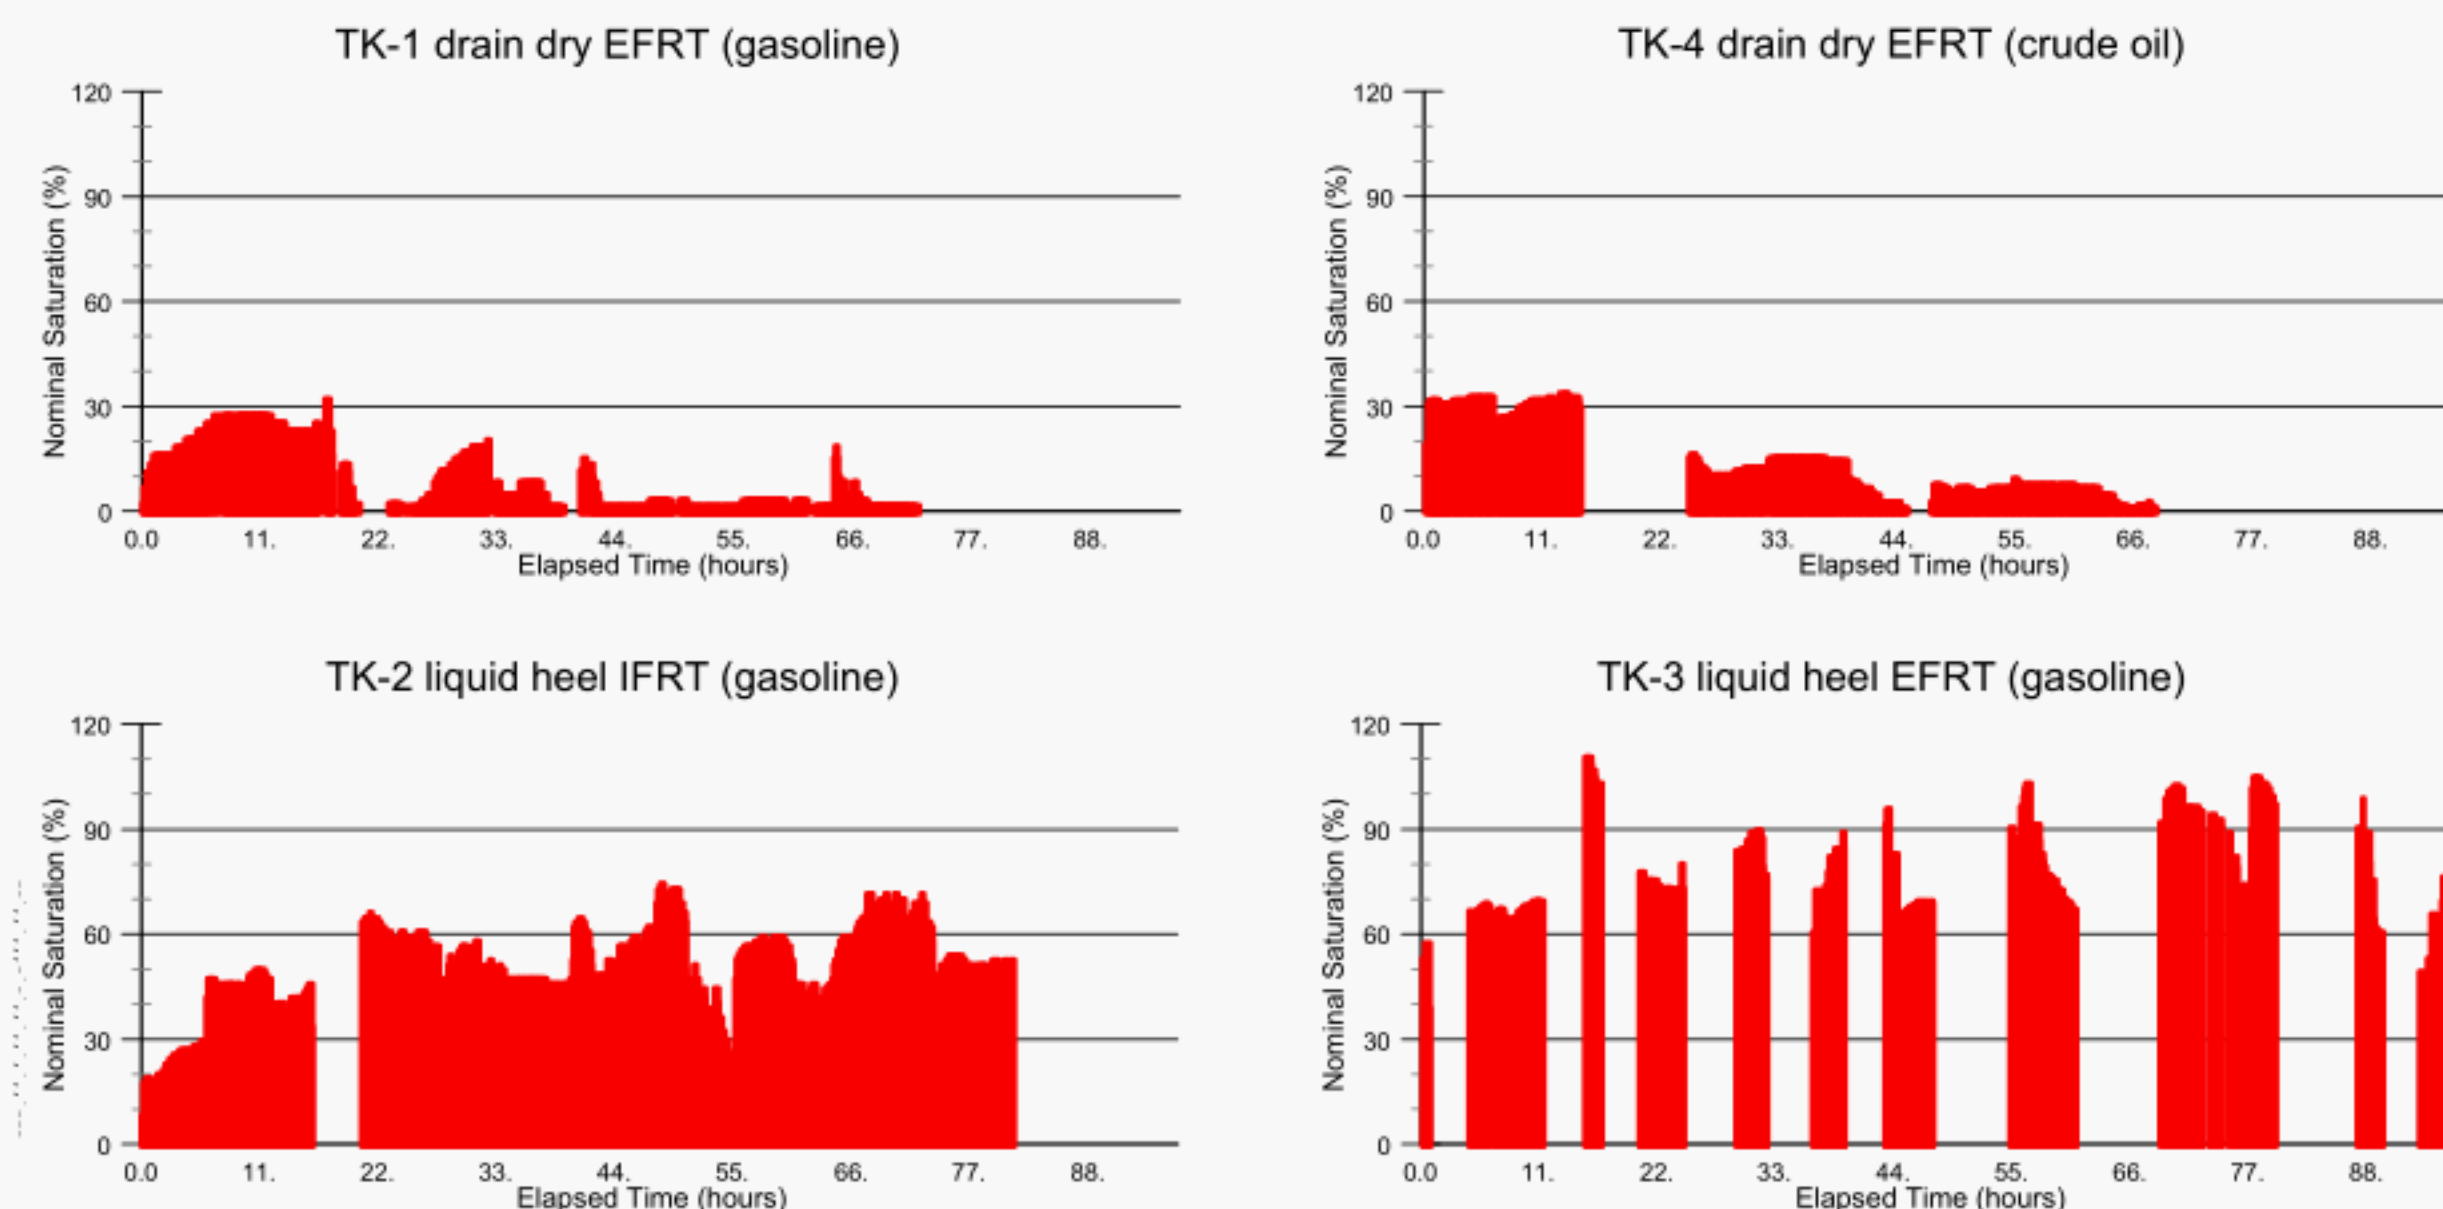 TK-1 drain dry EFRT (gasoline)
120
90
60
30
0
Nominal Saturation (%)
0.0 11. 22. 33. 44. 55. 66. 77. 88.
Elapsed Time (hours)
TK-4 drain dry EFRT (crude oil)
120
90
60
30
0
Nominal Saturation (%)
0.0 11. 22. 33. 44. 55. 66. 77. 88.
Elapsed Time (hours)
TK-2 liquid heel IFRT (gasoline)
120
90
60
30
0
Nominal Saturation (%)
0.0 11. 22. 33. 44. 55. 66. 77. 88.
Elapsed Time (hours)
TK-3 liquid heel EFRT (gasoline)
120
90
60
30
0
Nominal Saturation (%)
0.0 11. 22. 33. 44. 55. 66. 77. 88.
Elapsed Time (hours)